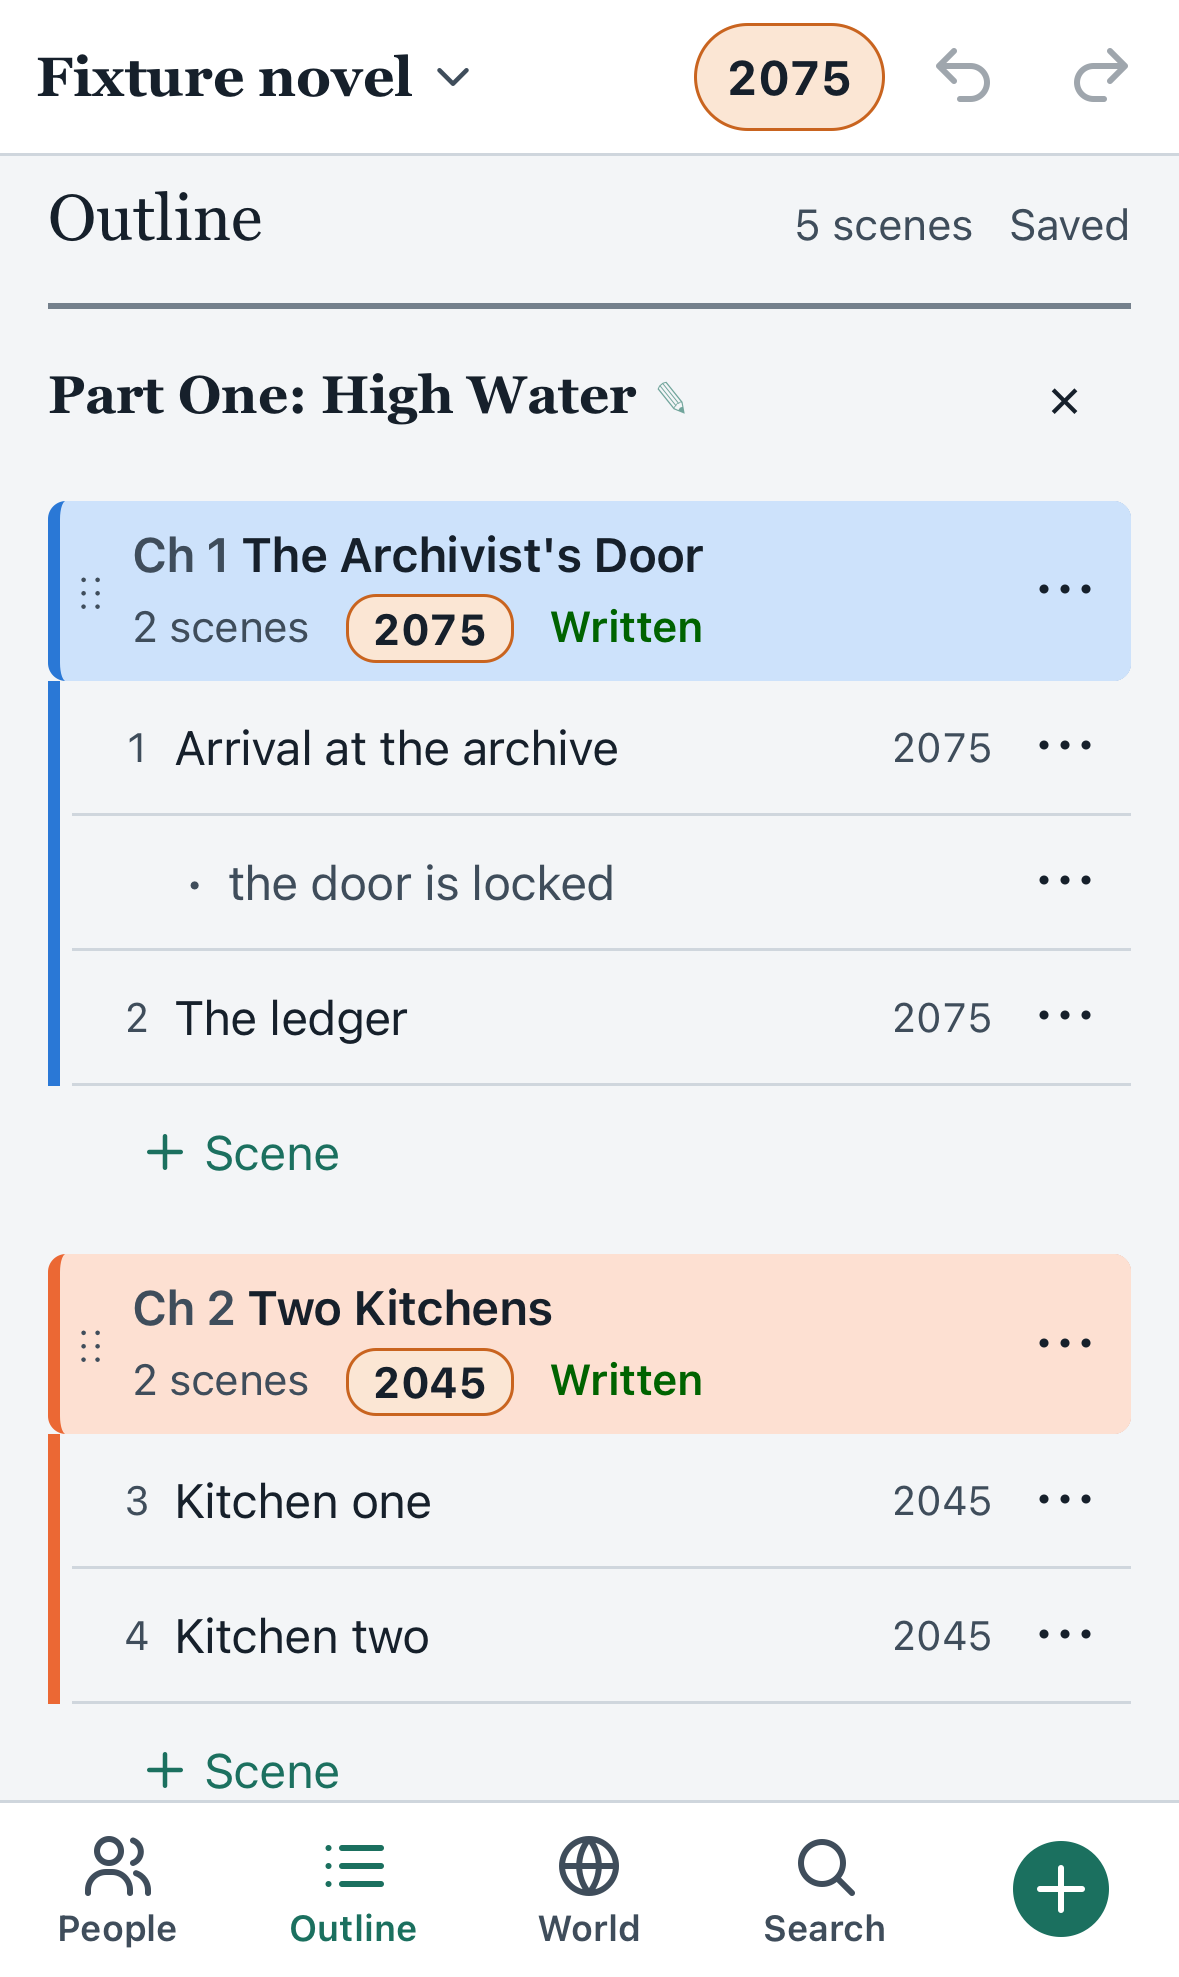 Fixture novel 2075
Outline 5 scenes Saved
Part One: High Water ✎ ×
Ch 1 The Archivist's Door
2 scenes 2075 Written
1 Arrival at the archive 2075
• the door is locked
2 The ledger 2075
+ Scene
Ch 2 Two Kitchens
2 scenes 2045 Written
3 Kitchen one 2045
4 Kitchen two 2045
+ Scene
People Outline World Search